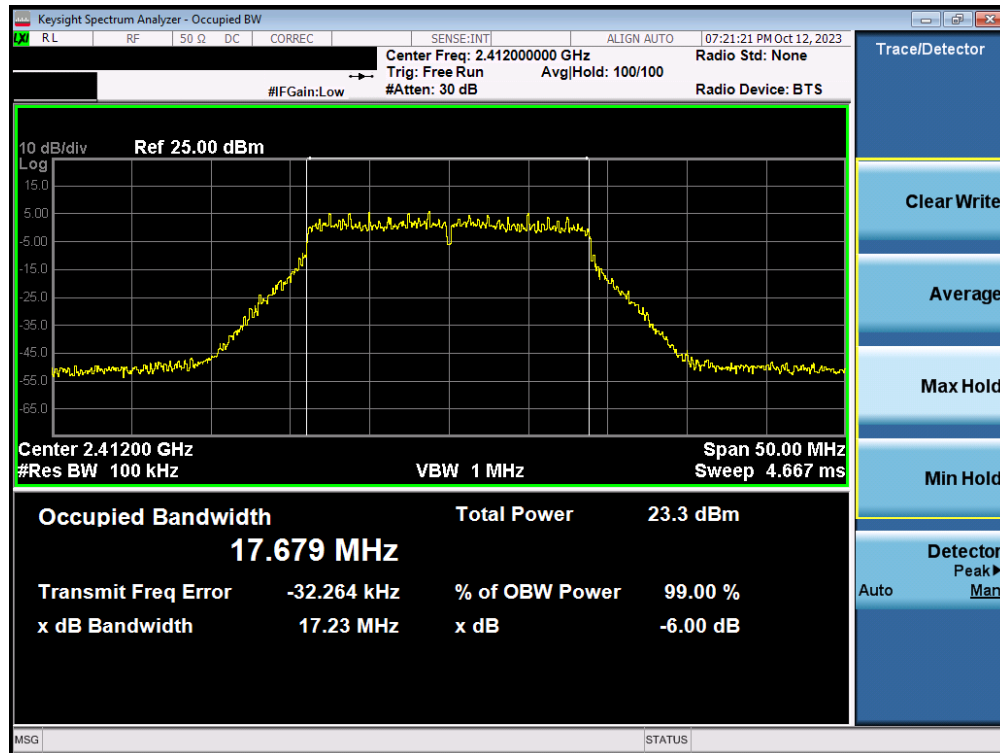 Keysight Spectrum Analyzer - Occupied BW
LXI RL RF 50 Ω DC CORREC SENSE:INT ALIGN AUTO 07:21:21 PM Oct 12, 2023
Center Freq: 2.412000000 GHz Radio Std: None
Trig: Free Run Avg|Hold: 100/100
#IFGain:Low #Atten: 30 dB Radio Device: BTS
10 dB/div Ref 25.00 dBm
Log
15.0
5.00
-5.00
-15.0
-25.0
-35.0
-45.0
-55.0
-65.0
Center 2.41200 GHz Span 50.00 MHz
#Res BW 100 kHz VBW 1 MHz Sweep 4.667 ms
Occupied Bandwidth Total Power 23.3 dBm
17.679 MHz
Transmit Freq Error -32.264 kHz % of OBW Power 99.00 %
x dB Bandwidth 17.23 MHz x dB -6.00 dB
MSG STATUS
Trace/Detector
Clear Write
Average
Max Hold
Min Hold
Detector
Peak▶
Auto Man